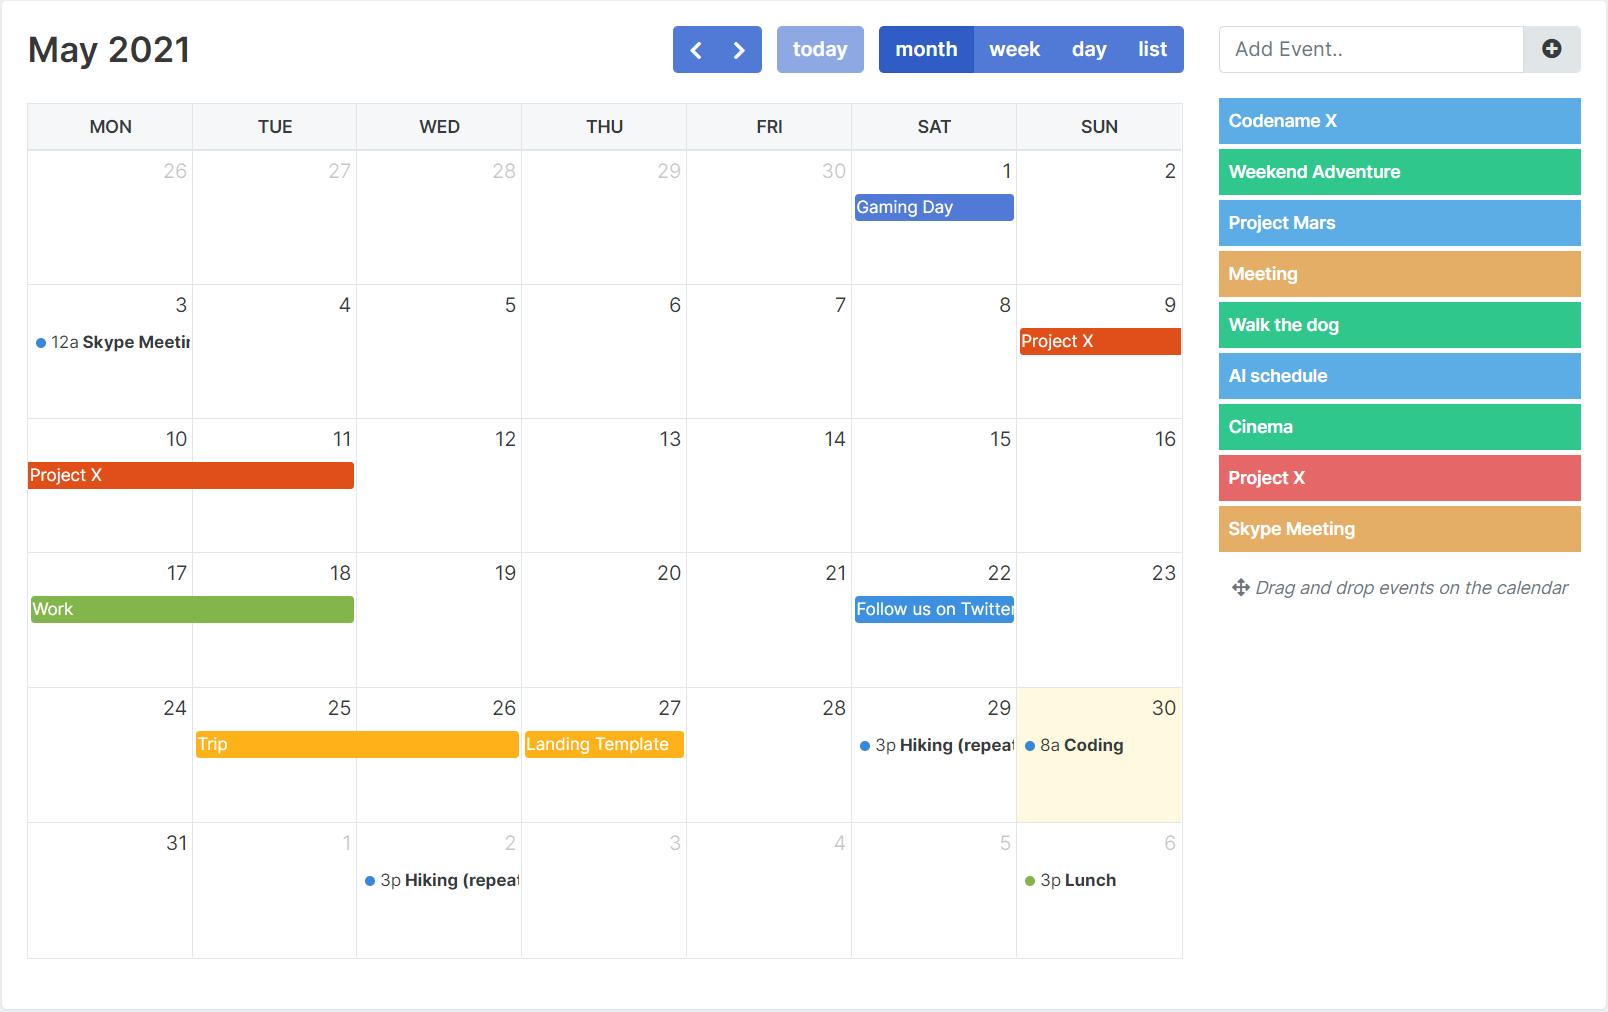 May 2021
today
month week day list
Add Event..
MON TUE WED THU FRI SAT SUN
26 27 28 29 30 1 2
Gaming Day
3 4 5 6 7 8 9
12a Skype Meetin
Project X
10 11 12 13 14 15 16
Project X
17 18 19 20 21 22 23
Work
Follow us on Twitter
24 25 26 27 28 29 30
Trip
Landing Template
3p Hiking (repeat
8a Coding
31 1 2 3 4 5 6
3p Hiking (repeat
3p Lunch
Codename X
Weekend Adventure
Project Mars
Meeting
Walk the dog
AI schedule
Cinema
Project X
Skype Meeting
Drag and drop events on the calendar